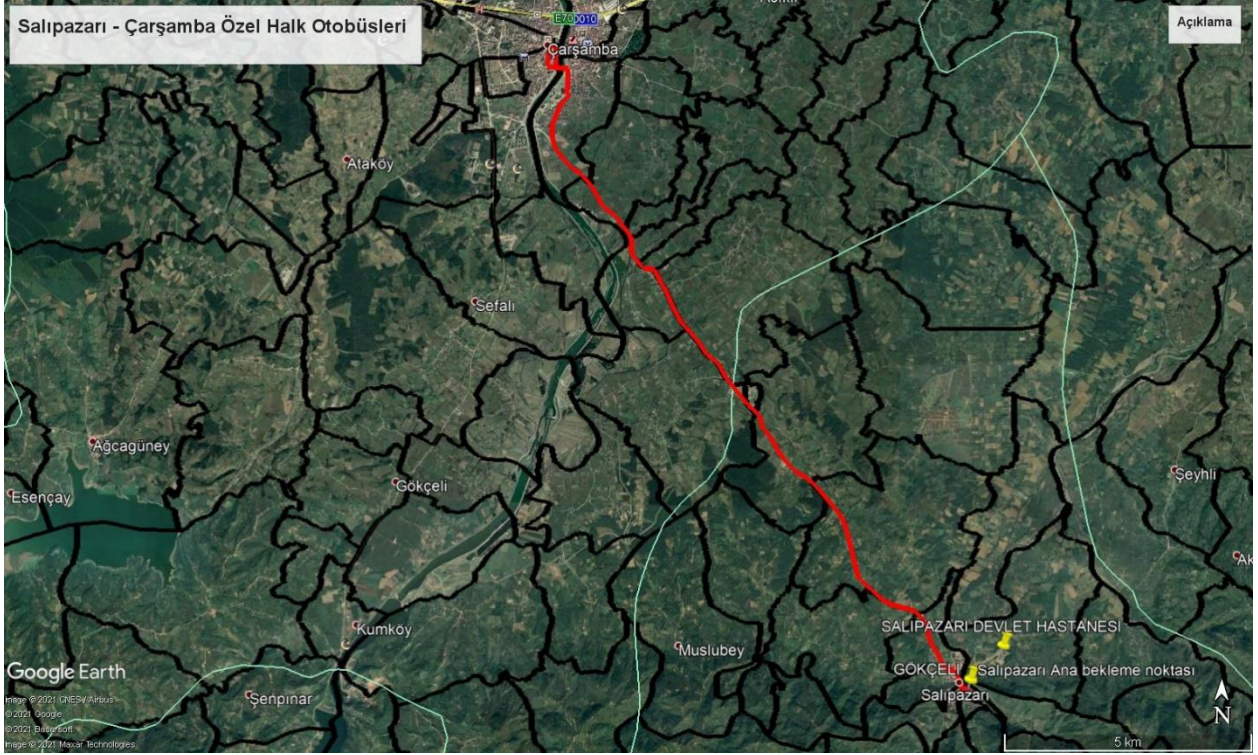 Salıpazarı - Çarşamba Özel Halk Otobüsleri
Açıklama
E70
D010
Çarşamba
Ataköy
Sefalı
Ağcagüney
Esençay
Gökçeli
Şeyhli
Ak
Kumköy
SALIPAZARI DEVLET HASTANESİ
Muslubey
GÖKÇELİ
Salıpazarı Ana bekleme noktası
Google Earth
Şenpınar
Salıpazarı
Image © 2021 CNES / Airbus
© 2021 Google
© 2021 Basarsoft
Image © 2021 Maxar Technologies
N
5 km